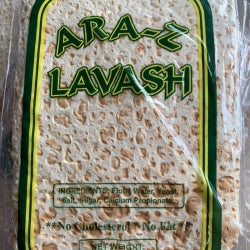 ARA-Z
LAVASH
INGREDIENTS: Flour, Water, Yeast,
Salt, Sugar, Calcium Propionate.
**No Cholesterol *No Fat**
NET WEIGHT: